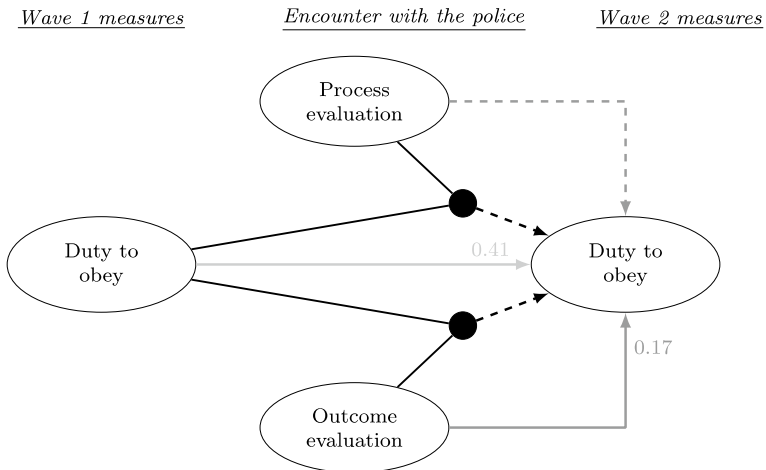 Wave 1 measures
Encounter with the police
Wave 2 measures
Process
evaluation
Duty to
obey
0.41
Duty to
obey
0.17
Outcome
evaluation